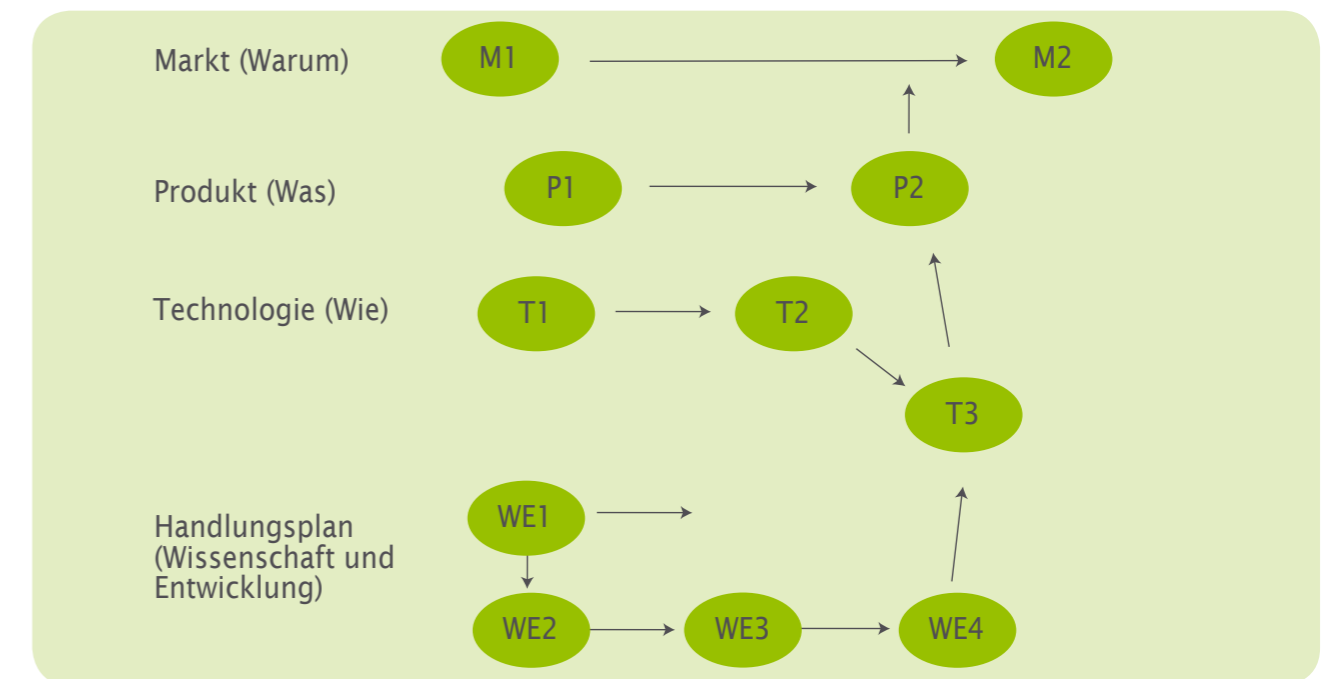 Markt (Warum) M1 M2
Produkt (Was) P1 P2
Technologie (Wie) T1 T2
T3
WE1
Handlungsplan
(Wissenschaft und
Entwicklung)
WE2 WE3 WE4